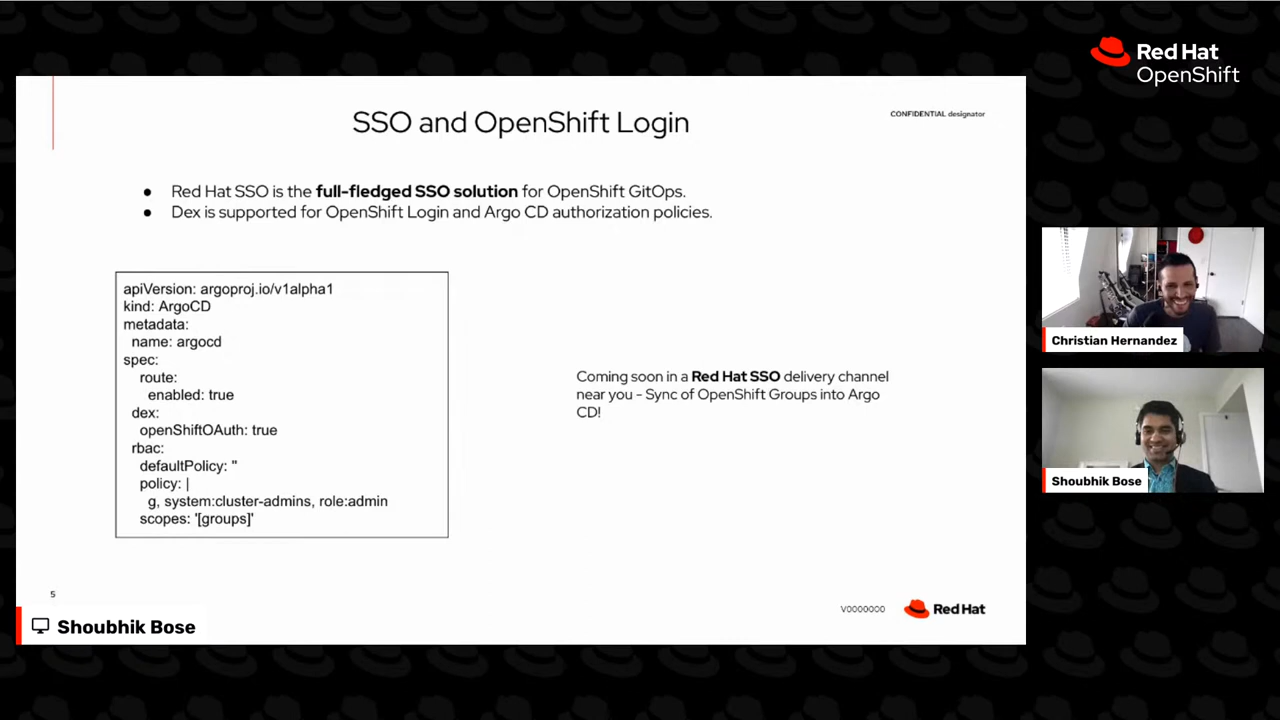 Red Hat
OpenShift
SSO and OpenShift Login
CONFIDENTIAL designator
● Red Hat SSO is the full-fledged SSO solution for OpenShift GitOps.
● Dex is supported for OpenShift Login and Argo CD authorization policies.
apiVersion: argoproj.io/v1alpha1
kind: ArgoCD
metadata:
  name: argocd
spec:
    route:
      enabled: true
  dex:
    openShiftOAuth: true
  rbac:
    defaultPolicy: ''
    policy: |
      g, system:cluster-admins, role:admin
    scopes: '[groups]'
Coming soon in a Red Hat SSO delivery channel
near you - Sync of OpenShift Groups into Argo
CD!
Christian Hernandez
Shoubhik Bose
5
V0000000
Red Hat
Shoubhik Bose